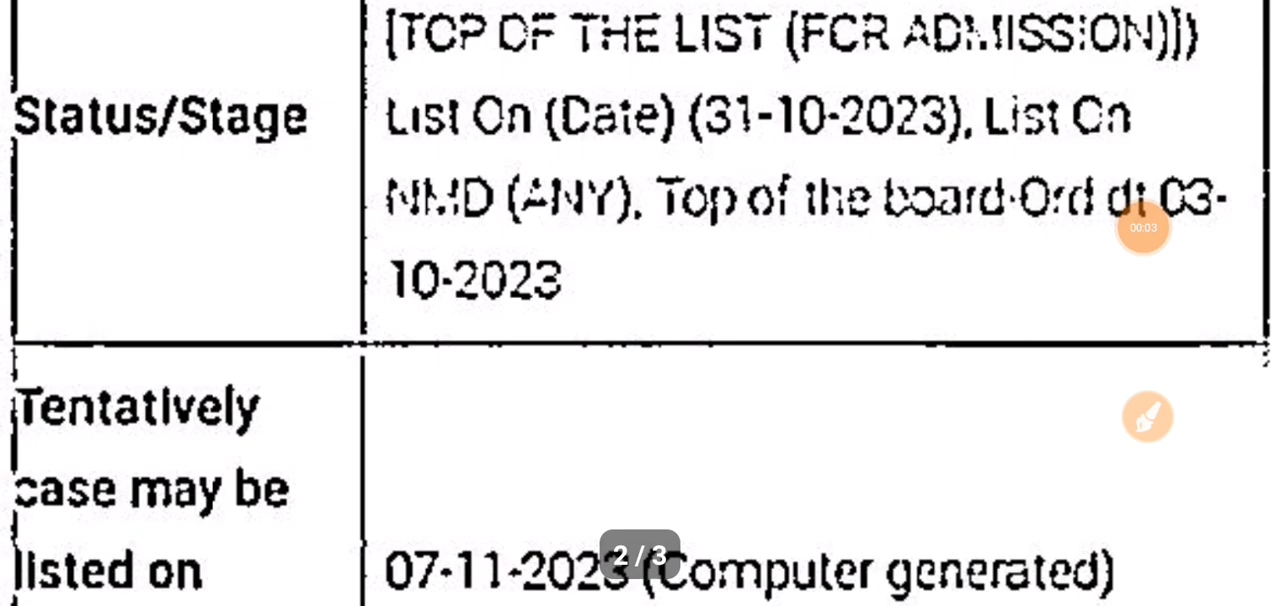 [TOP OF THE LIST (FOR ADMISSION)])
Status/Stage
List On (Date) (31-10-2023), List On
NMD (ANY), Top of the board-Ord dt 03-
10-2023
00:03
Tentatively
case may be
listed on
07-11-2023 (Computer generated)
2 / 3